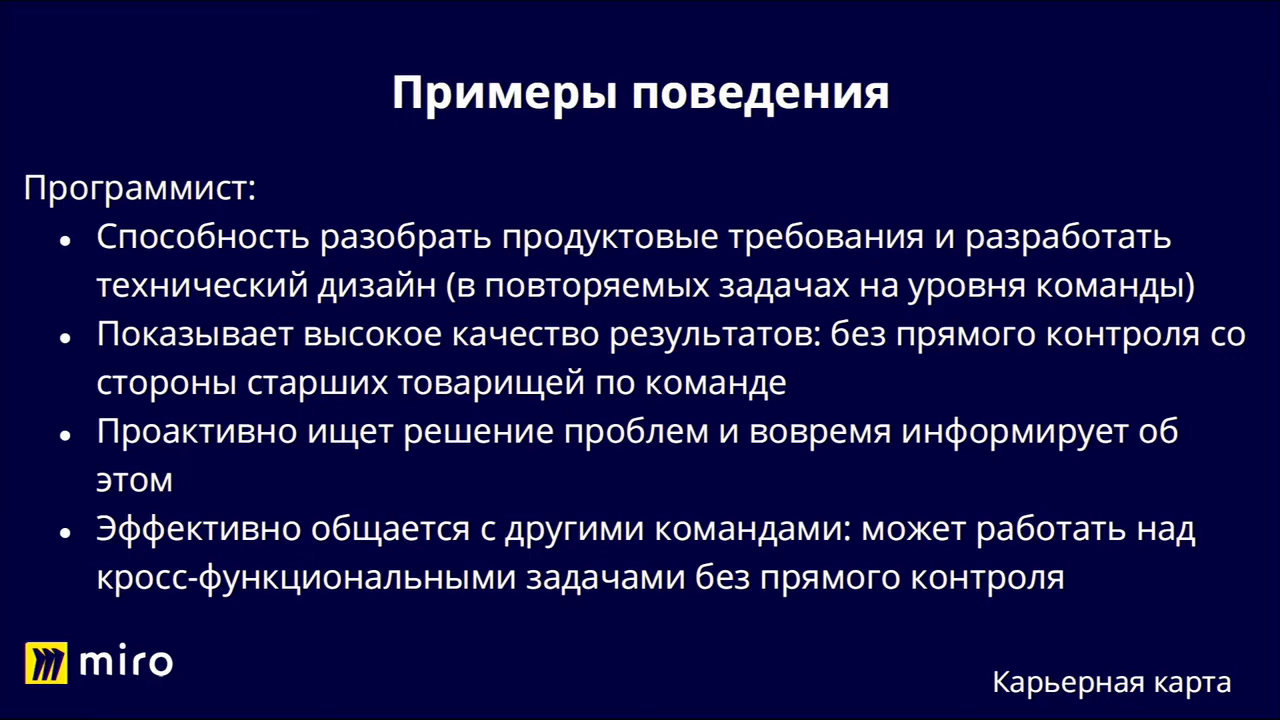 Примеры поведения
Программист:
• Способность разобрать продуктовые требования и разработать
технический дизайн (в повторяемых задачах на уровня команды)
• Показывает высокое качество результатов: без прямого контроля со
стороны старших товарищей по команде
• Проактивно ищет решение проблем и вовремя информирует об
этом
• Эффективно общается с другими командами: может работать над
кросс-функциональными задачами без прямого контроля
miro
Карьерная карта